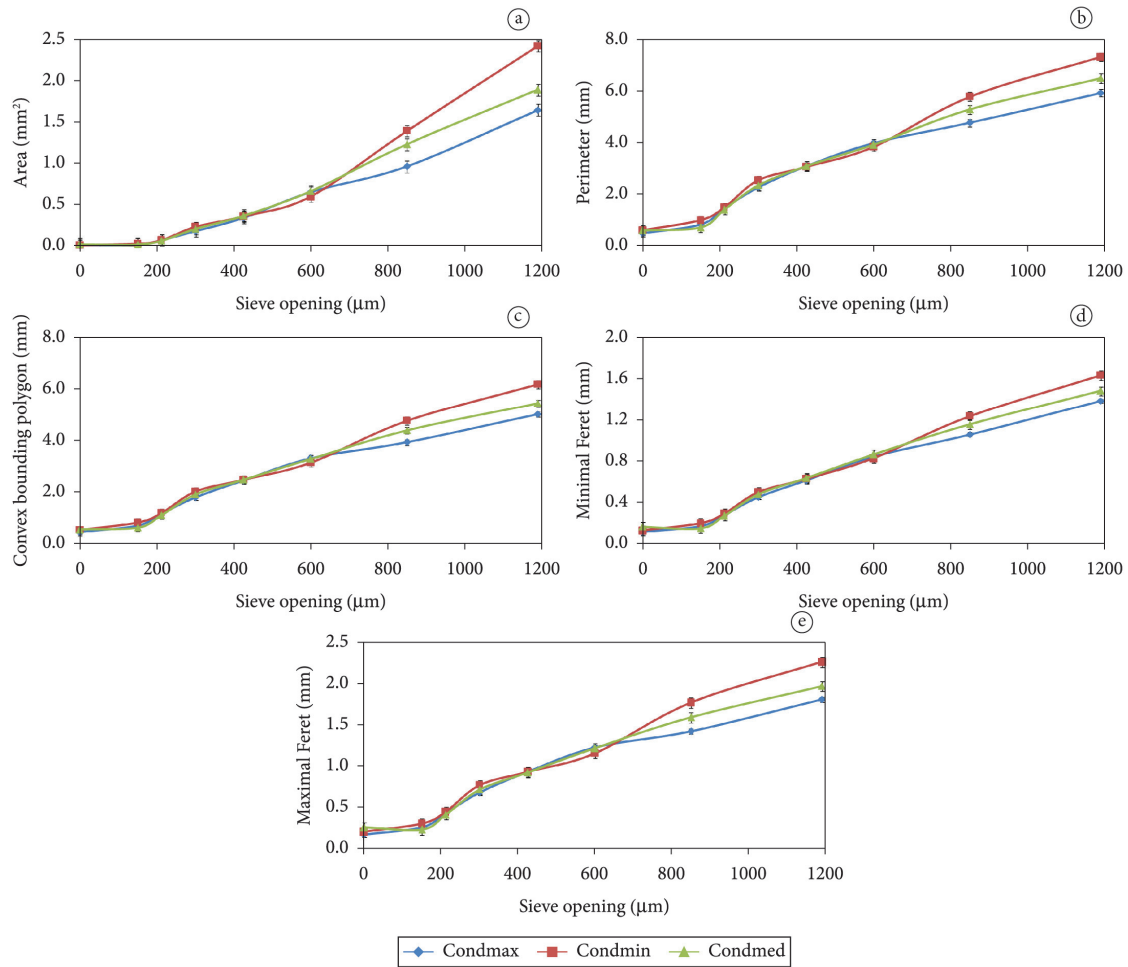 a
Area (mm²)
2.5
2.0
1.5
1.0
0.5
0.0
0 200 400 600 800 1000 1200
Sieve opening (μm)
b
Perimeter (mm)
8.0
6.0
4.0
2.0
0.0
0 200 400 600 800 1000 1200
Sieve opening (μm)
c
Convex bounding polygon (mm)
8.0
6.0
4.0
2.0
0.0
0 200 400 600 800 1000 1200
Sieve opening (μm)
d
Minimal Feret (mm)
2.0
1.6
1.2
0.8
0.4
0.0
0 200 400 600 800 1000 1200
Sieve opening (μm)
e
Maximal Feret (mm)
2.5
2.0
1.5
1.0
0.5
0.0
0 200 400 600 800 1000 1200
Sieve opening (μm)
Condmax Condmin Condmed